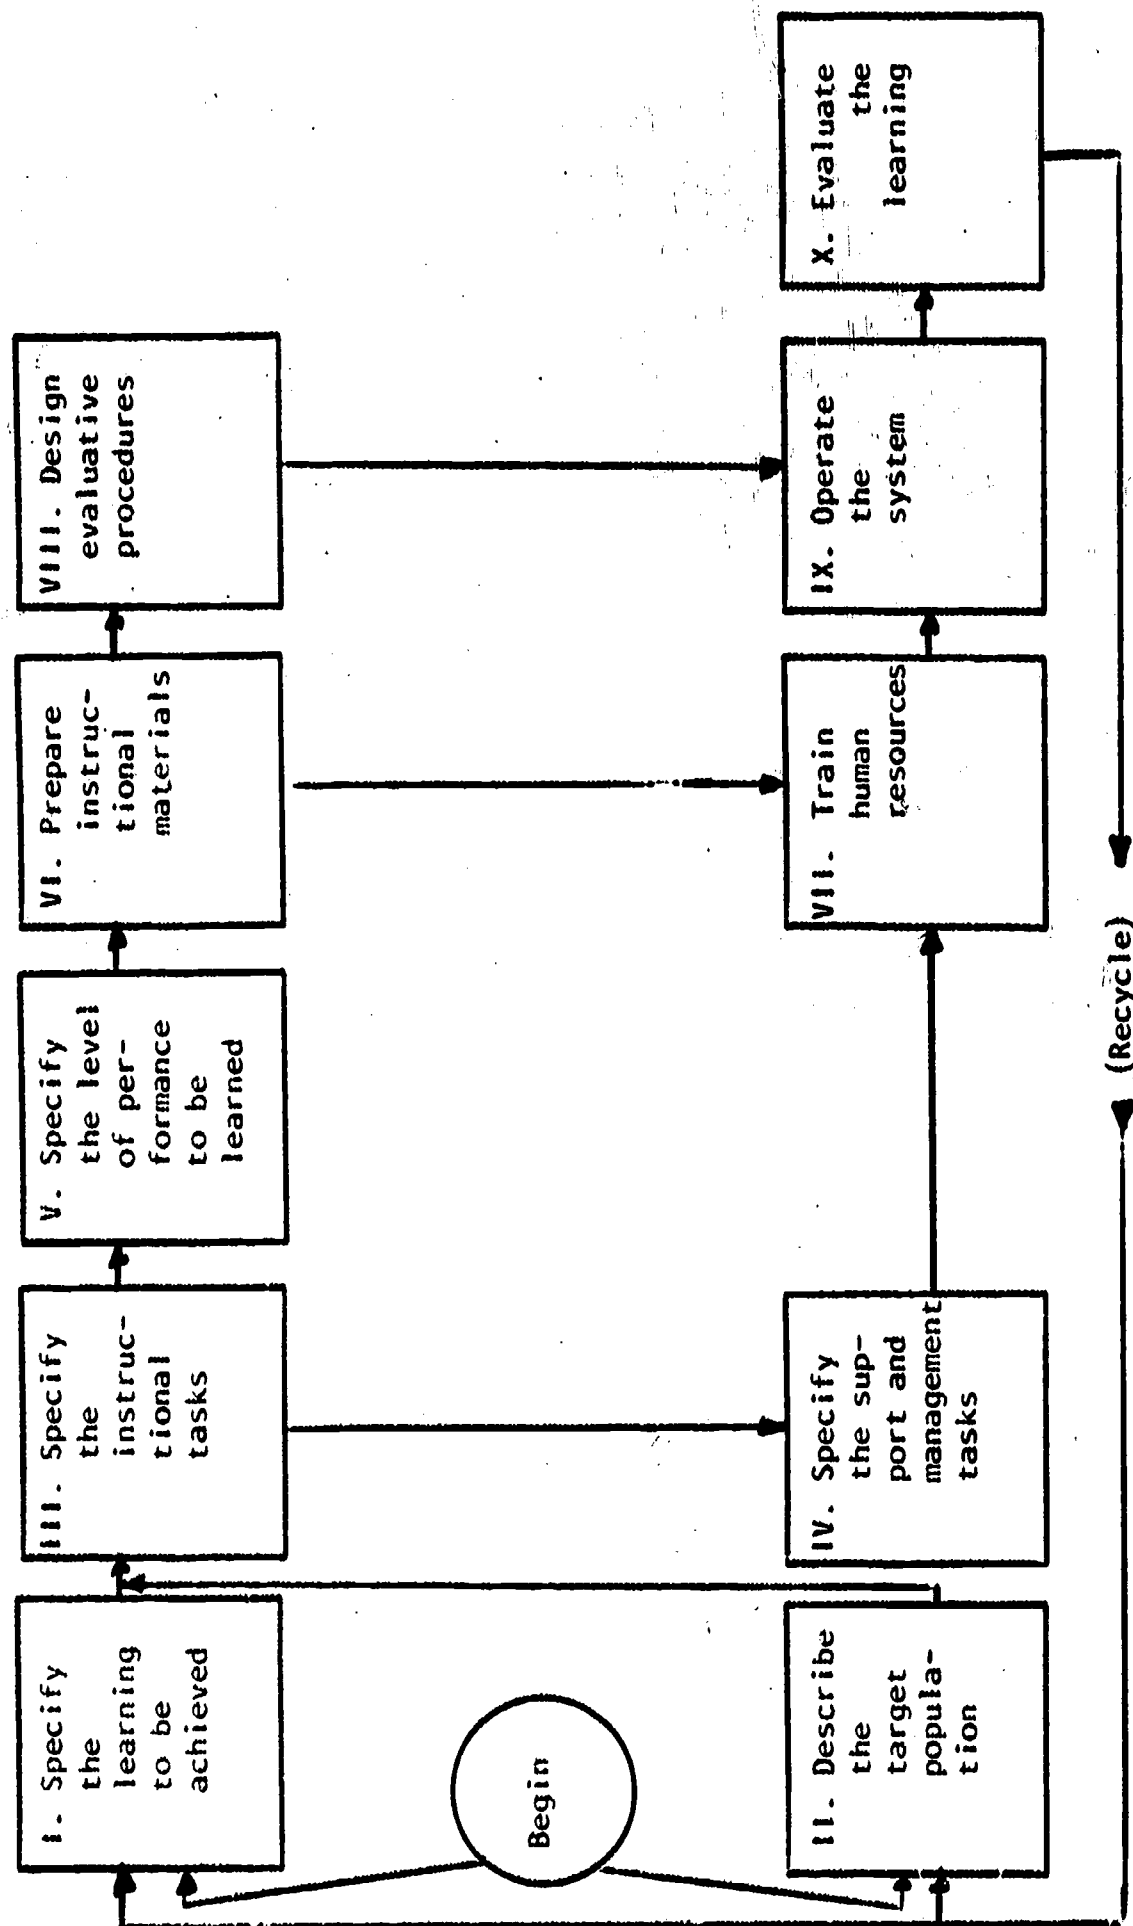 I. Specify
the
learning
to be
achieved
III. Specify
the
instruc-
tional
tasks
V. Specify
the level
of per-
formance
to be
learned
VI. Prepare
instruc-
tional
materials
VIII. Design
evaluative
procedures
Begin
II. Describe
the
target
popula-
tion
IV. Specify
the sup-
port and
management
tasks
VII. Train
human
resources
IX. Operate
the
system
X. Evaluate
the
learning
(Recycle)